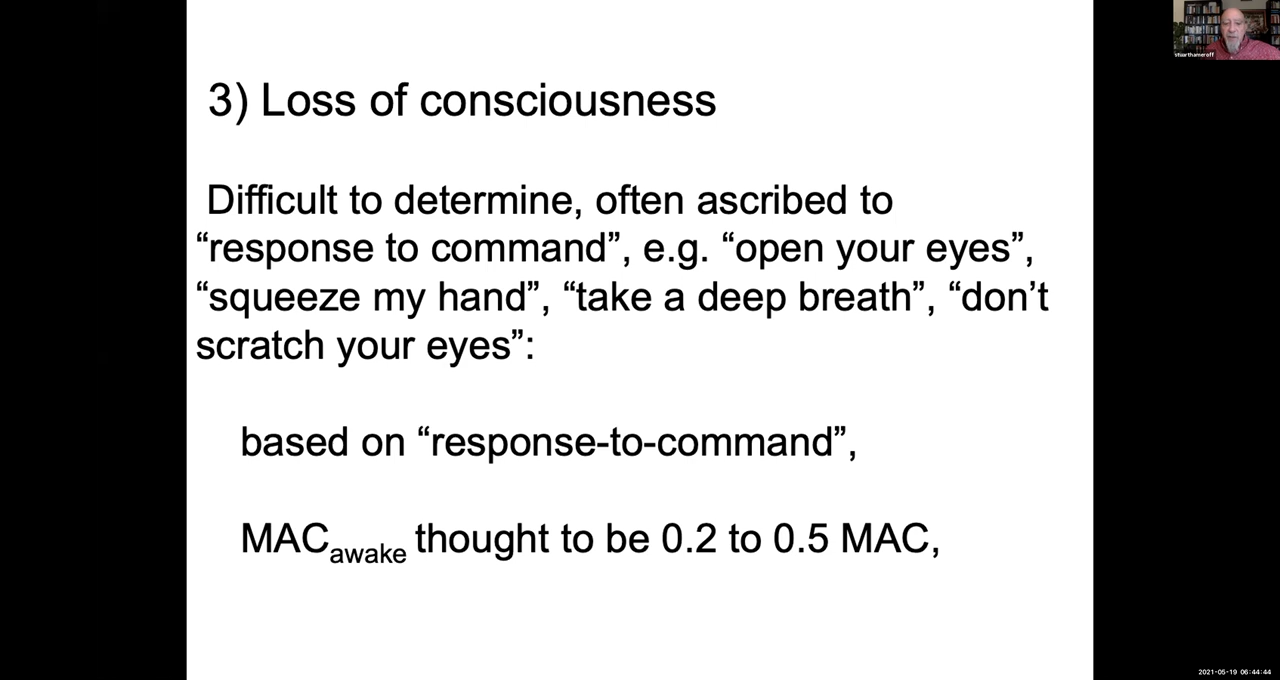 stuarthameroff
3) Loss of consciousness
Difficult to determine, often ascribed to
“response to command”, e.g. “open your eyes”,
“squeeze my hand”, “take a deep breath”, “don’t
scratch your eyes”:
based on “response-to-command”,
MACawake thought to be 0.2 to 0.5 MAC,
2021-05-19 06:44:44